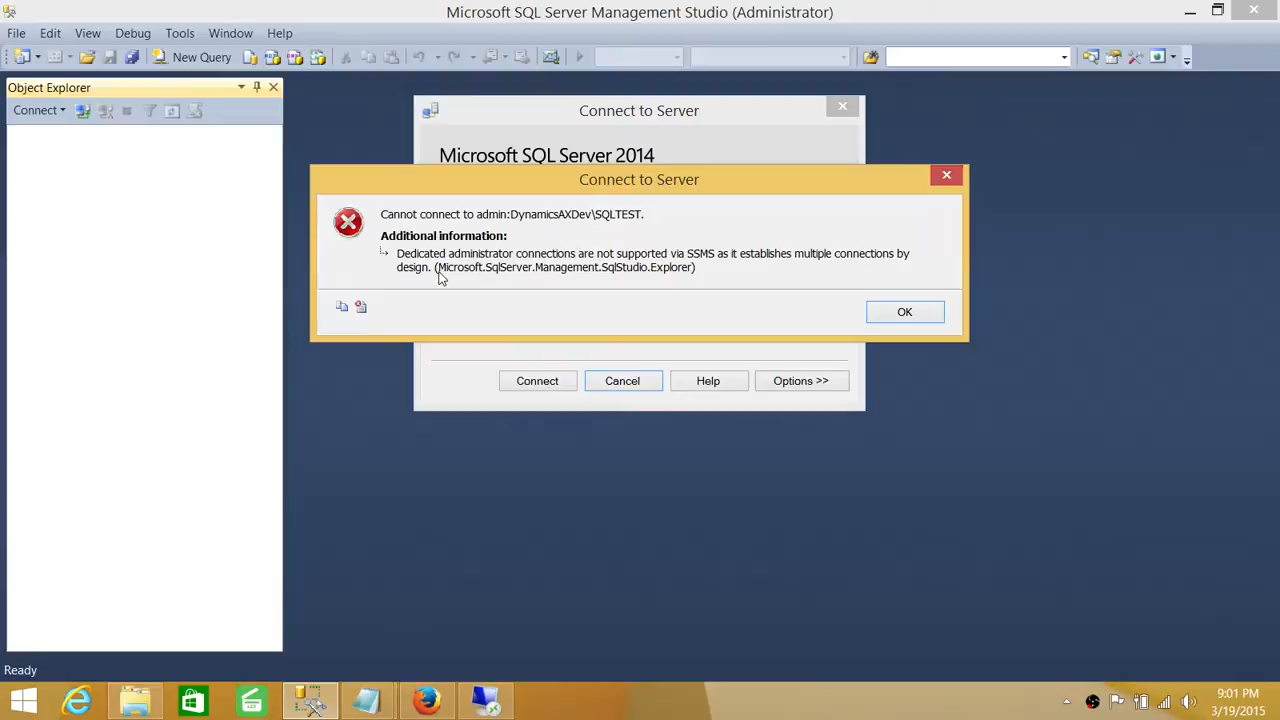 Microsoft SQL Server Management Studio (Administrator)
File Edit View Debug Tools Window Help
New Query
Object Explorer
Connect
Connect to Server
Microsoft SQL Server 2014
Connect to Server
Cannot connect to admin:DynamicsAXDev\SQLTEST.
Additional information:
Dedicated administrator connections are not supported via SSMS as it establishes multiple connections by
design. (Microsoft.SqlServer.Management.SqlStudio.Explorer)
OK
Connect Cancel Help Options >>
Ready
9:01 PM
3/19/2015